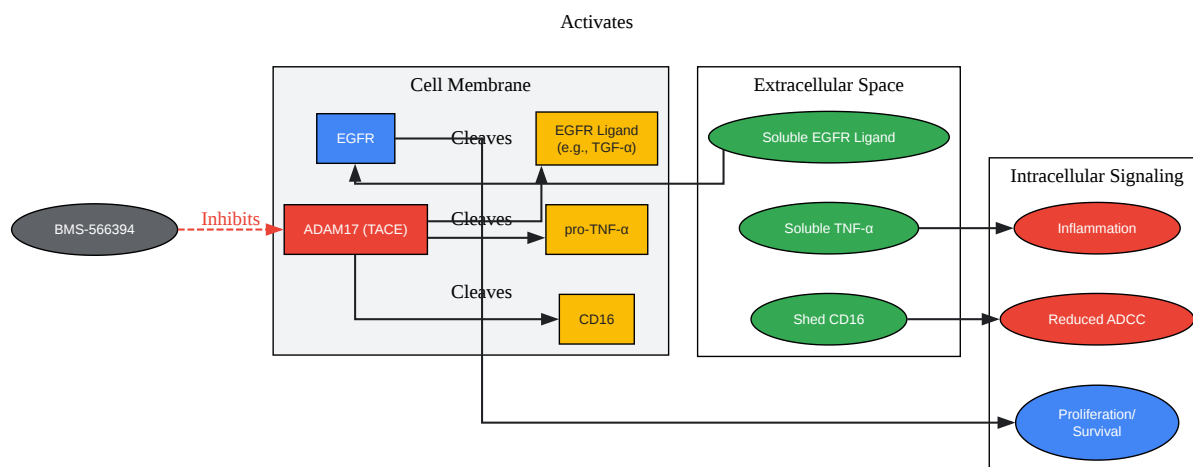 Activates
Cell Membrane
Extracellular Space
EGFR
Cleaves
EGFR Ligand
(e.g., TGF-α)
Soluble EGFR Ligand
Intracellular Signaling
BMS-566394
Inhibits
ADAM17 (TACE)
Cleaves
pro-TNF-α
Soluble TNF-α
Inflammation
Cleaves
CD16
Shed CD16
Reduced ADCC
Proliferation/
Survival